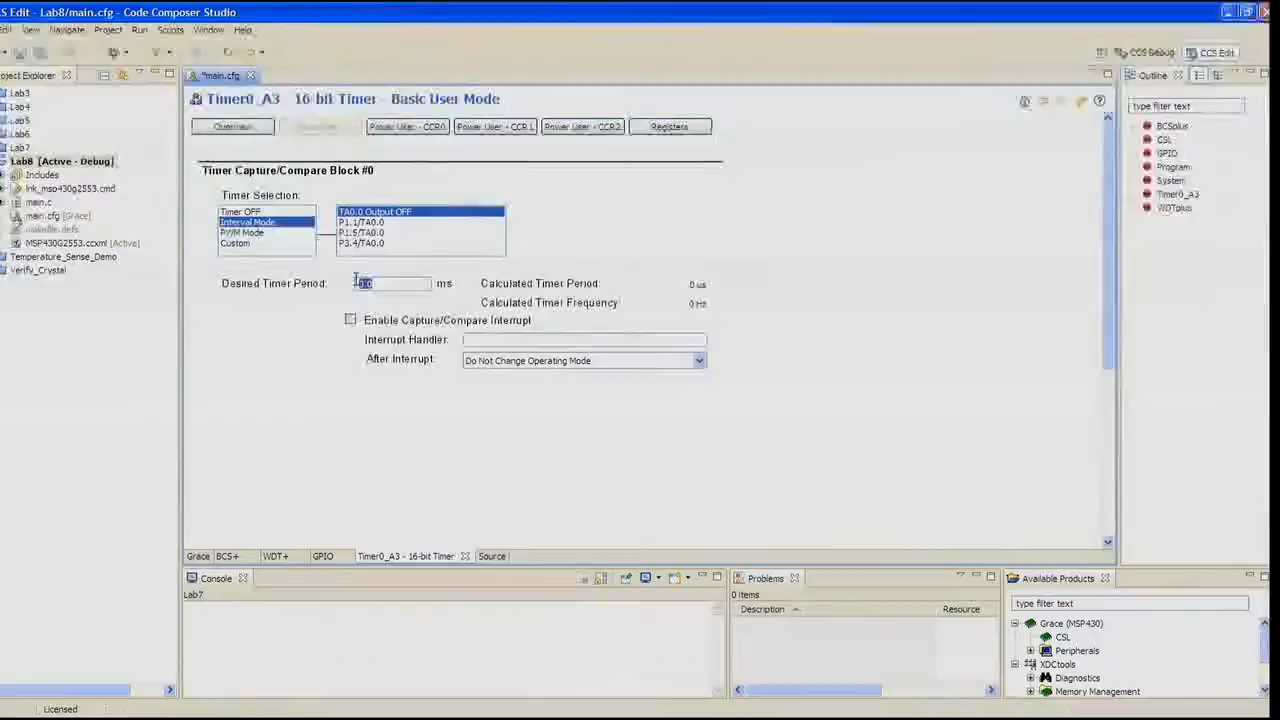 S Edit - Lab8/main.cfg - Code Composer Studio
Edit View Navigate Project Run Scripts Window Help
CCS Debug CCS Edit
oject Explorer
*main.cfg
Outline
Lab3
Lab4
Lab5
Lab6
Lab7
Lab8 [Active - Debug]
Includes
lnk_msp430g2553.cmd
main.c
main.cfg [Grace]
makefile.defs
MSP430G2553.ccxml [Active]
Temperature_Sense_Demo
Verify_Crystal
Timer0_A3 16-bit Timer - Basic User Mode
Overview
Power User - CCR0
Power User - CCR1
Power User - CCR2
Registers
Timer Capture/Compare Block #0
Timer Selection:
Timer OFF
Interval Mode
PWM Mode
Custom
TA0.0 Output OFF
P1.1/TA0.0
P1.5/TA0.0
P3.4/TA0.0
Desired Timer Period: 0.0 ms
Calculated Timer Period: 0 us
Calculated Timer Frequency 0 Hz
Enable Capture/Compare Interrupt
Interrupt Handler:
After Interrupt: Do Not Change Operating Mode
type filter text
BCSplus
CSL
GPIO
Program
System
Timer0_A3
WDTplus
Grace BCS+ WDT+ GPIO Timer0_A3 - 16-bit Timer Source
Console
Lab7
Problems
0 items
Description Resource
Available Products
type filter text
Grace (MSP430)
CSL
Peripherals
XDCtools
Diagnostics
Memory Management
Licensed